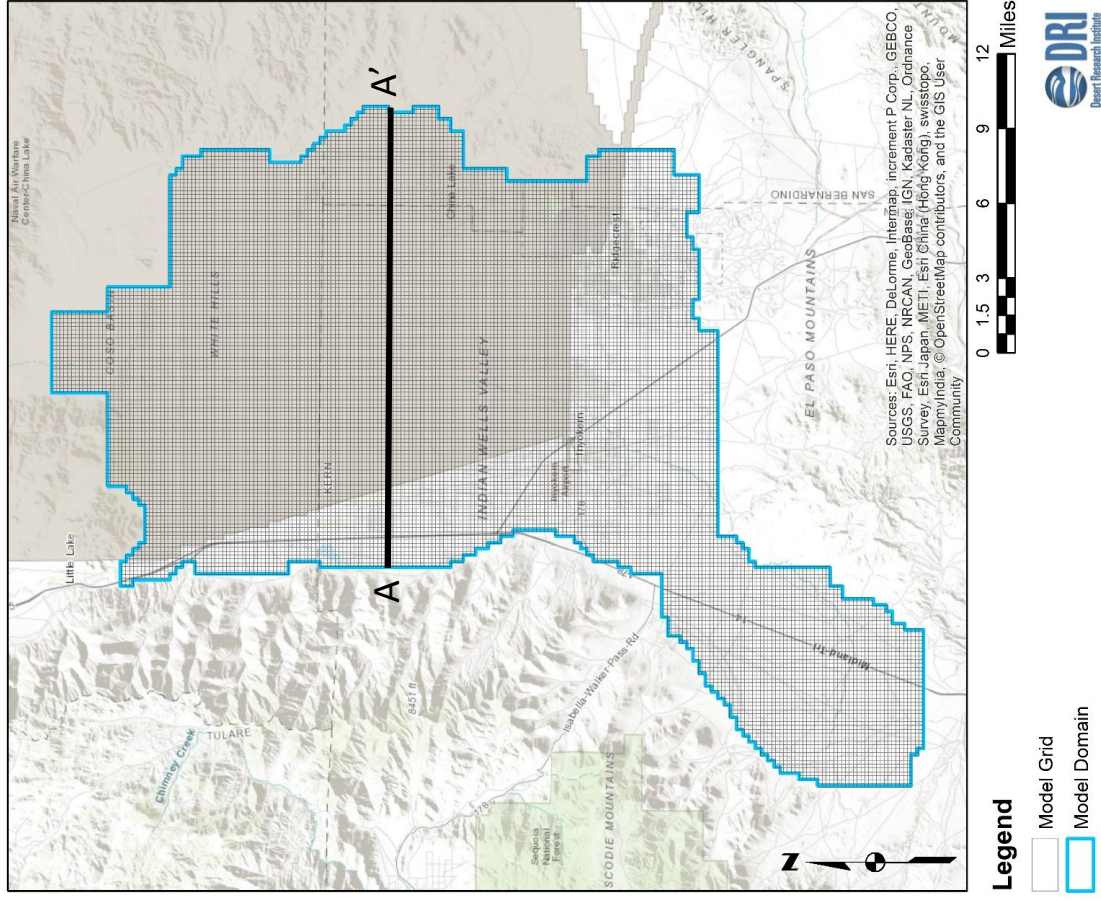 Naval Air Warfare
Center-China Lake
COSO BASIN
WHITE HILLS
Little Lake
KERN
A
A'
China Lake
INDIAN WELLS VALLEY
Chimney Creek
TULARE
8451 ft
Inyokern
Airport
Inyokern
178
Ridgecrest
178
Isabella-Walker-Pass-Rd
14
Midland-Trl
178
Sequoia
National
Forest
SCODIE MOUNTAINS
EL PASO MOUNTAINS
SAN BERNARDINO
SPANGLER HILLS
N
Sources: Esri, HERE, DeLorme, Intermap, increment P Corp., GEBCO,
USGS, FAO, NPS, NRCAN, GeoBase, IGN, Kadaster NL, Ordnance
Survey, Esri Japan, METI, Esri China (Hong Kong), swisstopo,
MapmyIndia, © OpenStreetMap contributors, and the GIS User
Community
Legend
Model Grid
Model Domain
0 1.5 3 6 9 12
Miles
DRI
Desert Research Institute